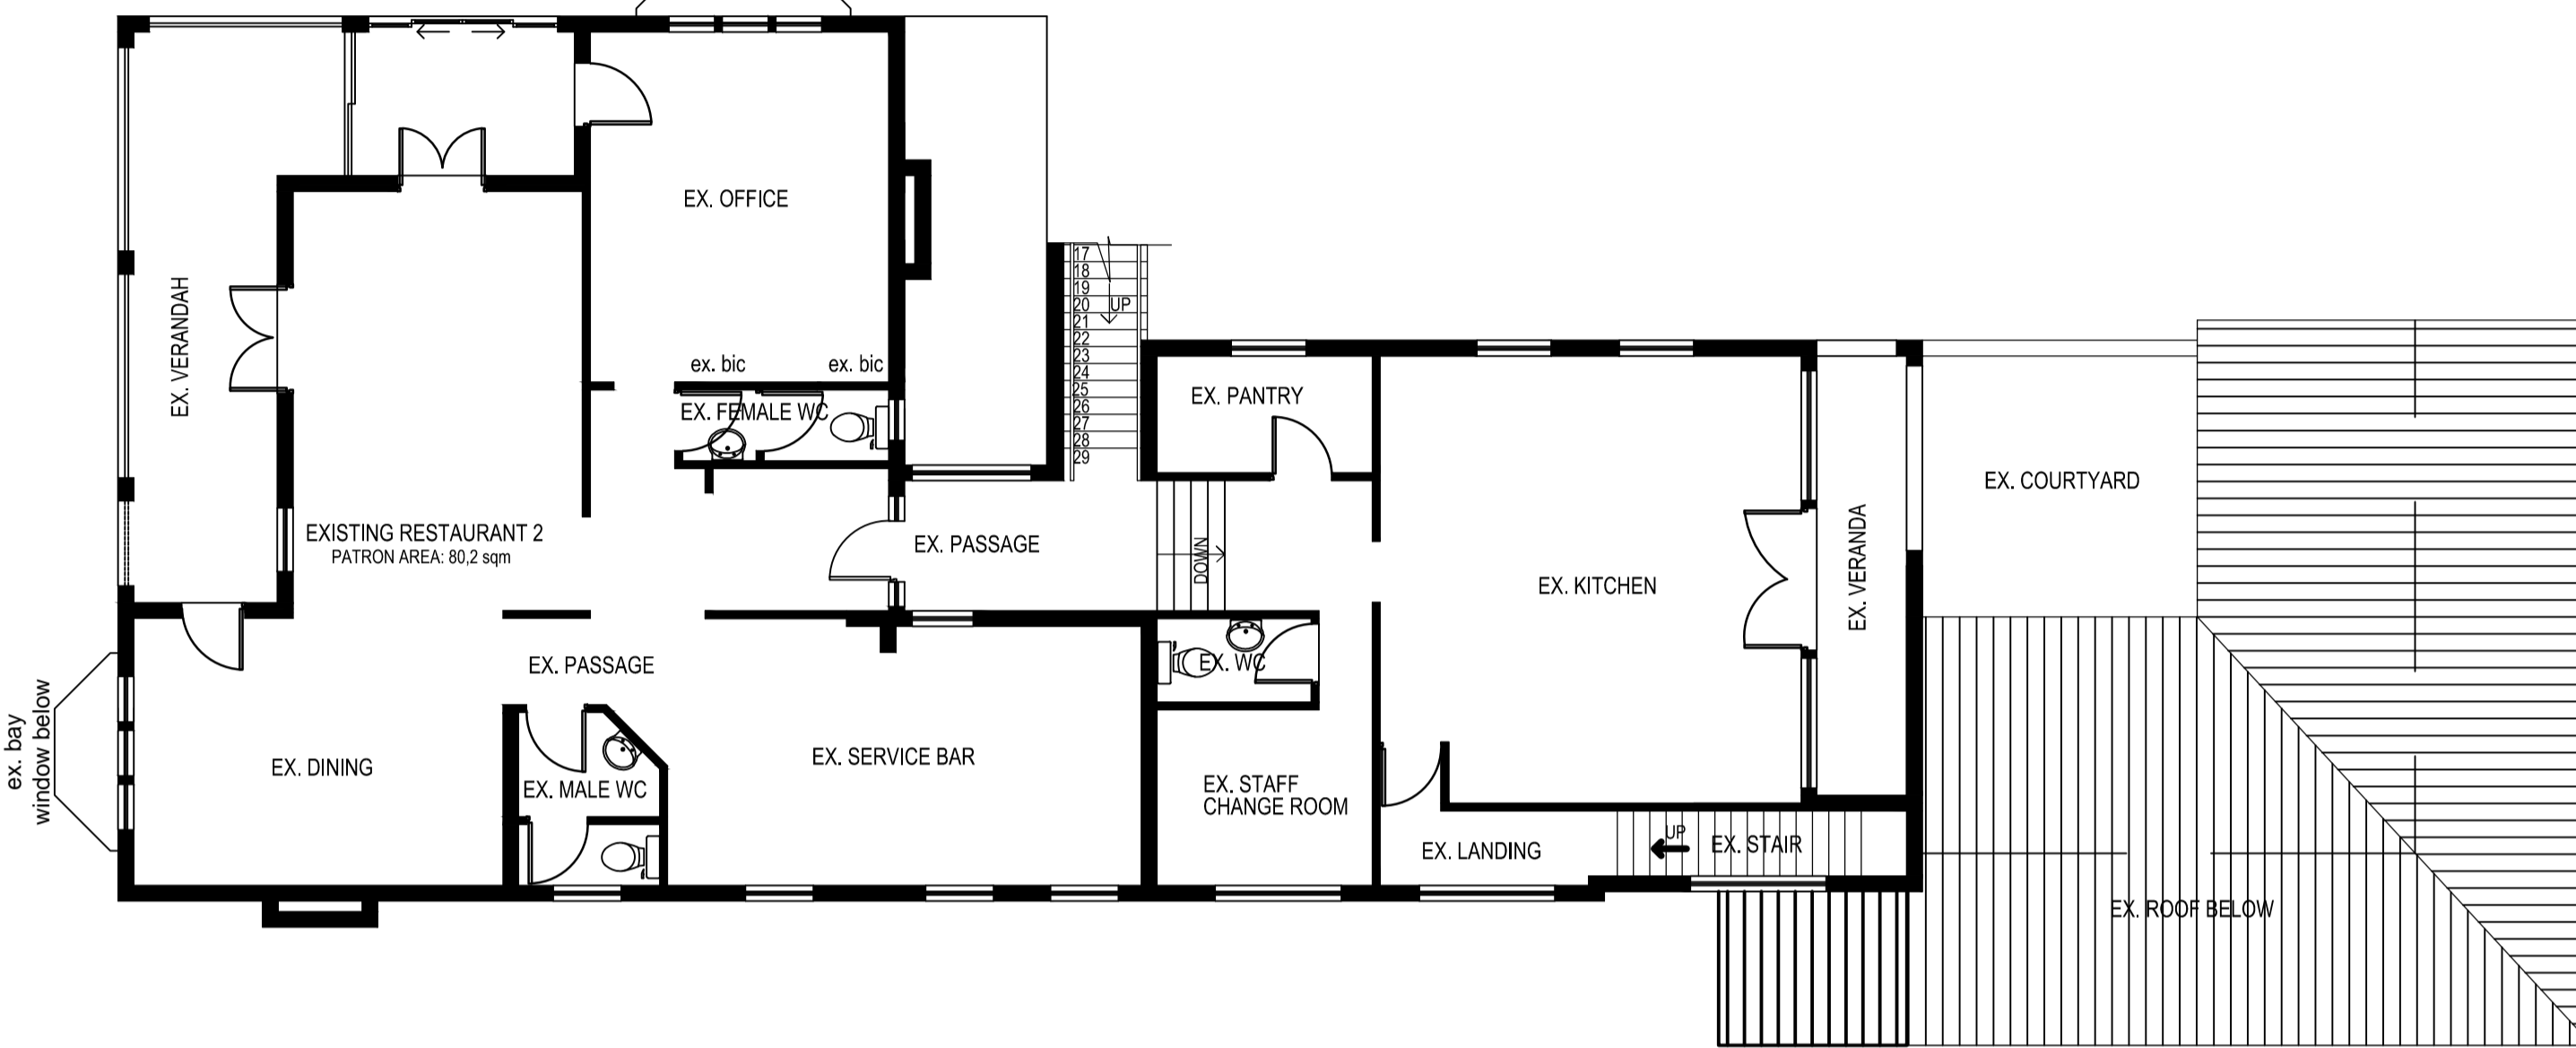 EX. OFFICE
17
18
19
20
UP
21
22
23
24
25
26
27
28
29
EX. VERANDAH
ex. bic
ex. bic
EX. FEMALE WC
EX. PANTRY
EX. COURTYARD
EXISTING RESTAURANT 2
PATRON AREA: 80,2 sqm
EX. PASSAGE
DOWN
EX. KITCHEN
EX. VERANDA
EX. PASSAGE
EX. WC
ex. bay
window below
EX. DINING
EX. MALE WC
EX. SERVICE BAR
EX. STAFF
CHANGE ROOM
EX. LANDING
UP
EX. STAIR
EX. ROOF BELOW